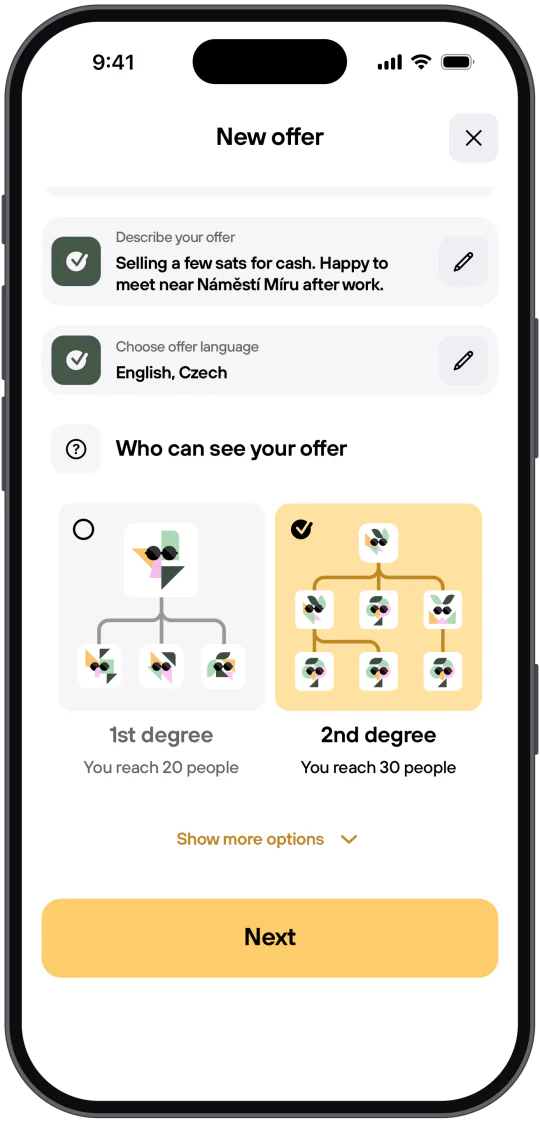 9:41
New offer
Describe your offer
Selling a few sats for cash. Happy to
meet near Náměstí Míru after work.
Choose offer language
English, Czech
Who can see your offer
1st degree
You reach 20 people
2nd degree
You reach 30 people
Show more options
Next